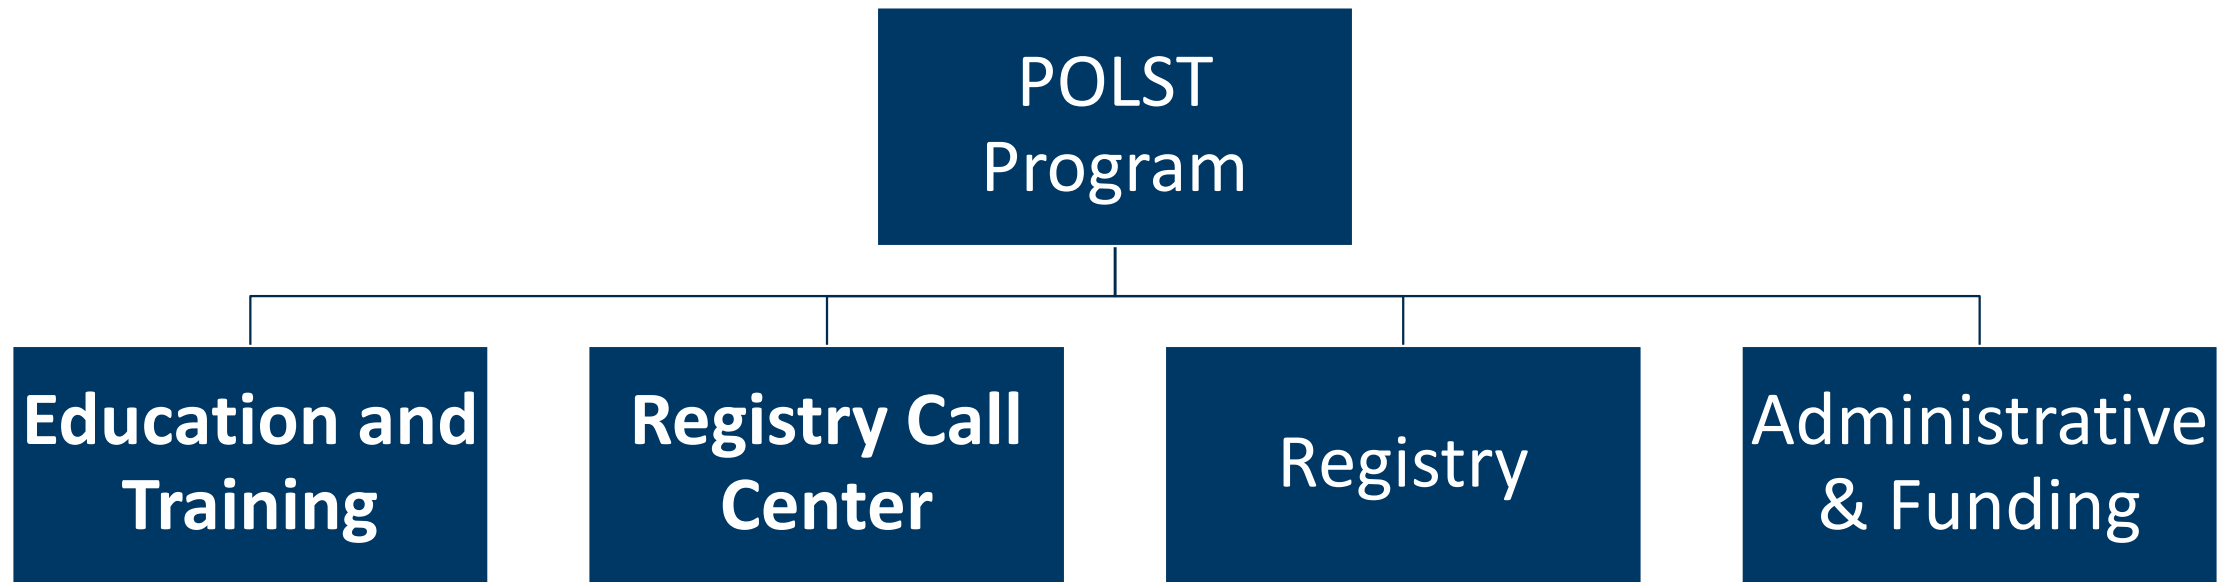 POLST
Program
Education and
Training
Registry Call
Center
Registry
Administrative
& Funding